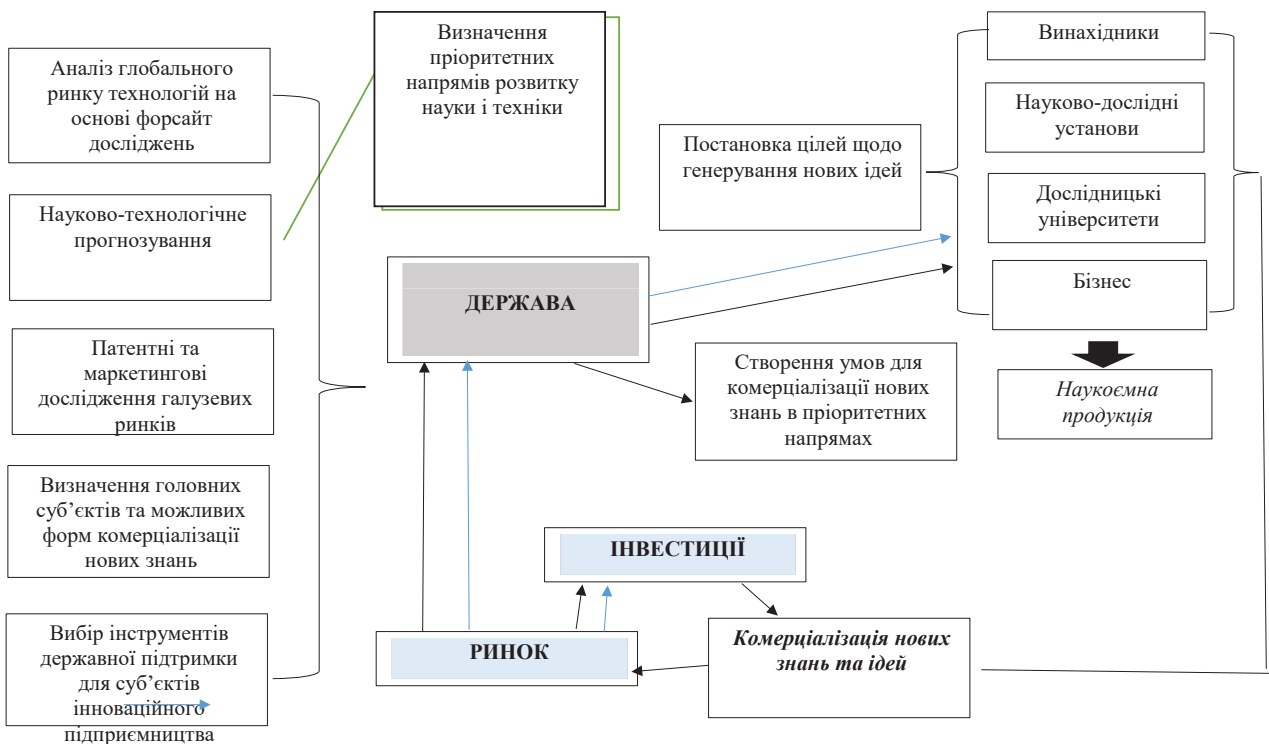 Аналіз глобального
ринку технологій на
основі форсайт
досліджень
Науково-технологічне
прогнозування
Патентні та
маркетингові
дослідження галузевих
ринків
Визначення головних
суб’єктів та можливих
форм комерціалізації
нових знань
Вибір інструментів
державної підтримки
для суб’єктів
інноваційного
підприємництва
Визначення
пріоритетних
напрямів розвитку
науки і техніки
ДЕРЖАВА
Постановка цілей щодо
генерування нових ідей
Винахідники
Науково-дослідні
установи
Дослідницькі
університети
Бізнес
Наукоємна
продукція
Створення умов для
комерціалізації нових
знань в пріоритетних
напрямах
ІНВЕСТИЦІЇ
РИНОК
Комерціалізація нових
знань та ідей